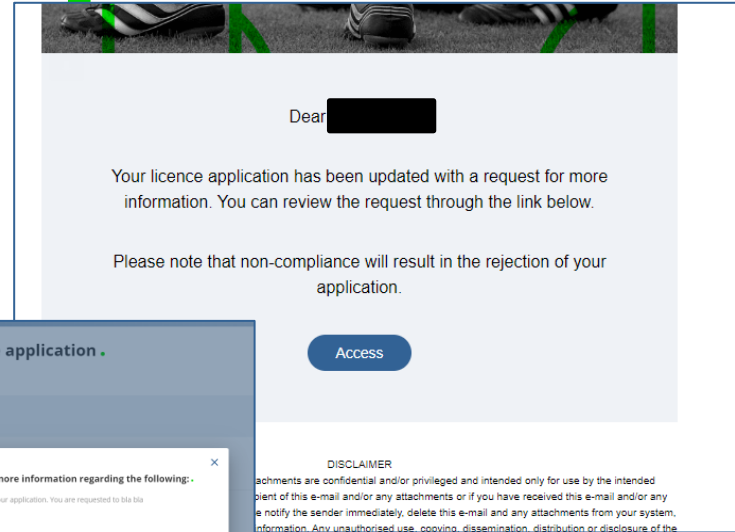 Dear
Your licence application has been updated with a request for more
information. You can review the request through the link below.
Please note that non-compliance will result in the rejection of your
application.
Access
application.
more information regarding the following:
your application. You are requested to bla bla
DISCLAIMER
achments are confidential and/or privileged and intended only for use by the intended
pient of this e-mail and/or any attachments or if you have received this e-mail and/or any
e notify the sender immediately, delete this e-mail and any attachments from your system,
information. Any unauthorised use, copying, dissemination, distribution or disclosure of the